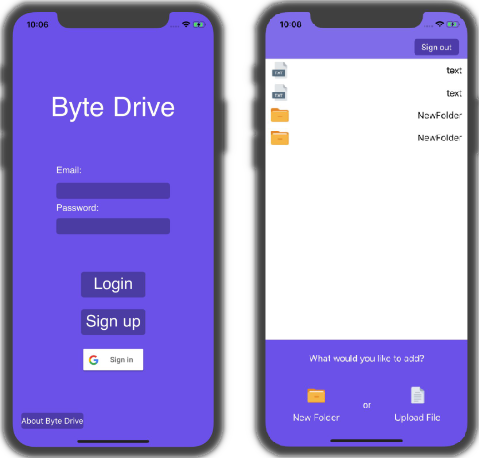 10:06
Byte Drive
Email:
Password:
Login
Sign up
G Sign in
About Byte Drive
10:08
Sign out
TXT text
TXT text
NewFolder
NewFolder
What would you like to add?
or
New Folder Upload File